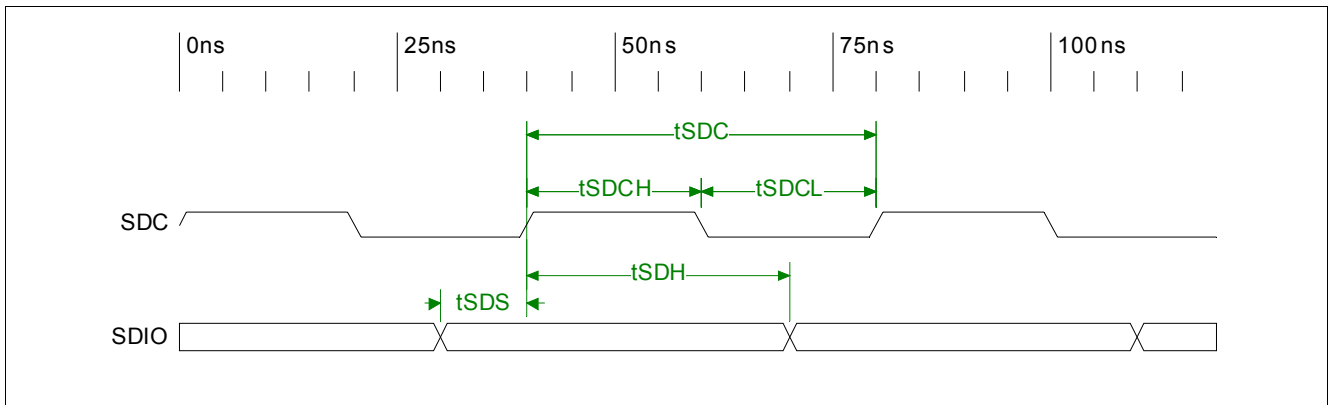 0ns 25ns 50ns 75ns 100ns
tSDC
tSDCH tSDCL
SDC
tSDH
tSDS
SDIO